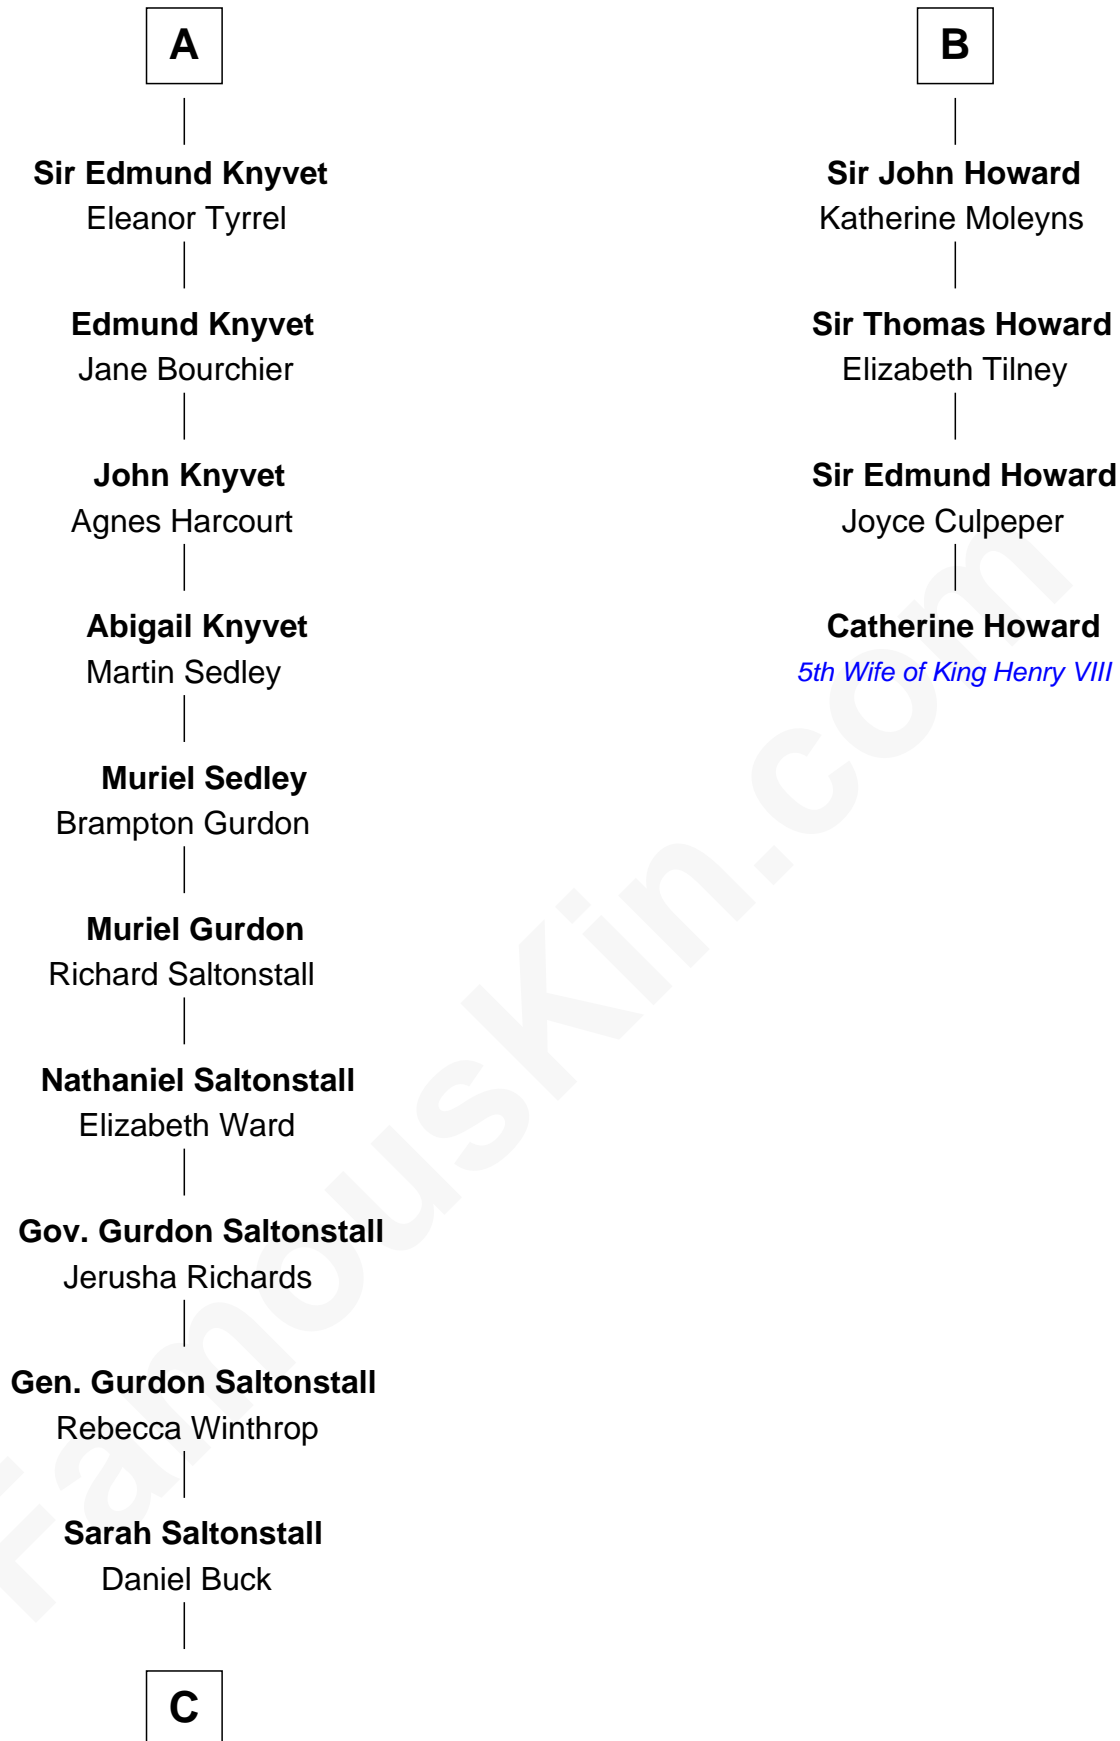 A
Sir Edmund Knyvet
Eleanor Tyrrel
Edmund Knyvet
Jane Bourchier
John Knyvet
Agnes Harcourt
Abigail Knyvet
Martin Sedley
Muriel Sedley
Brampton Gurdon
Muriel Gurdon
Richard Saltonstall
Nathaniel Saltonstall
Elizabeth Ward
Gov. Gurdon Saltonstall
Jerusha Richards
Gen. Gurdon Saltonstall
Rebecca Winthrop
Sarah Saltonstall
Daniel Buck
C
B
Sir John Howard
Katherine Moleyns
Sir Thomas Howard
Elizabeth Tilney
Sir Edmund Howard
Joyce Culpeper
Catherine Howard
5th Wife of King Henry VIII
FamousKin.com